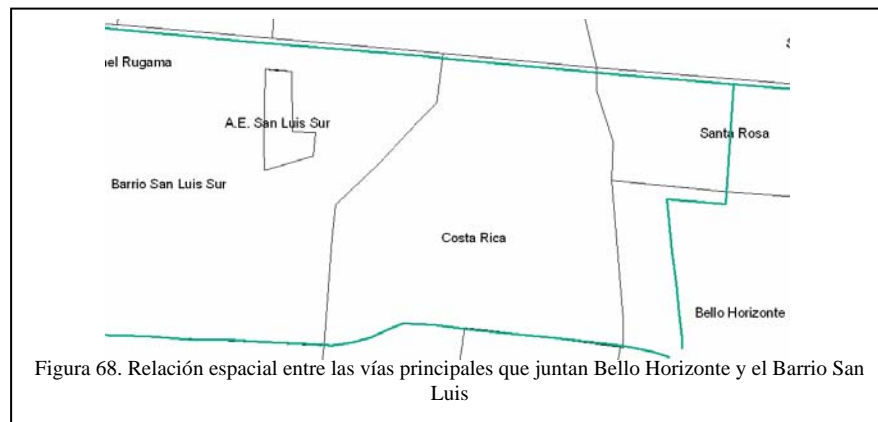 el Rugama
A.E. San Luis Sur
Santa Rosa
Barrio San Luis Sur
Costa Rica
Bello Horizonte
Figura 68. Relación espacial entre las vías principales que juntan Bello Horizonte y el Barrio San
Luis